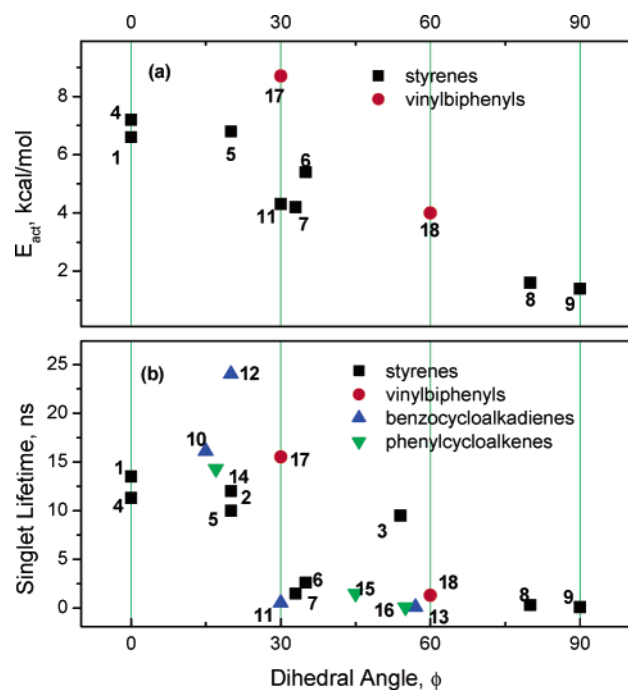 0 30 60 90
(a)
styrenes
vinylbiphenyls
E_act, kcal/mol
8
6
4
2
4
1
17
5
6
11
7
18
8
9
(b)
styrenes
vinylbiphenyls
benzocycloalkadienes
phenylcycloalkenes
Singlet Lifetime, ns
25
20
15
10
5
0
12
10
1
4
14
2
5
17
3
6
7
11
15
16
18
13
8
9
0 30 60 90
Dihedral Angle, ϕ